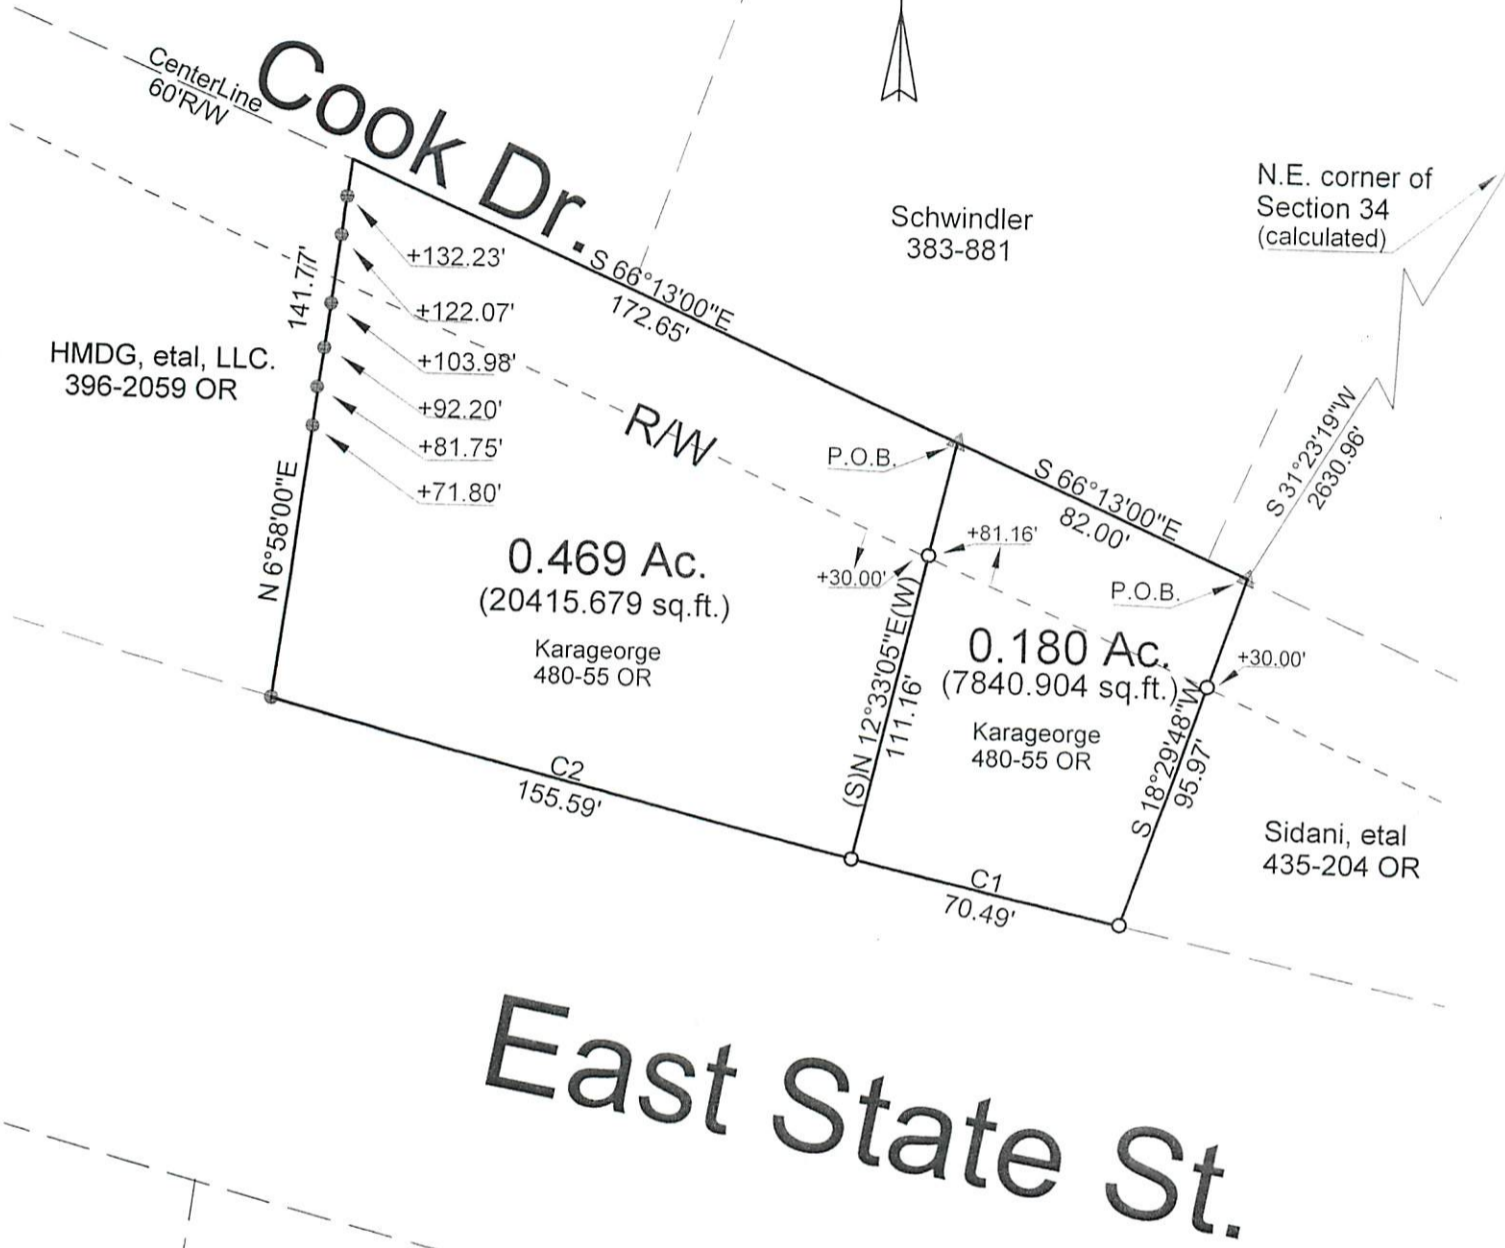 CenterLine
60'R/W
Cook Dr.
N.E. corner of
Section 34
(calculated)
Schwindler
383-881
S 66°13'00"E
172.65'
141.77'
+132.23'
+122.07'
+103.98'
+92.20'
+81.75'
+71.80'
HMDG, etal, LLC.
396-2059 OR
N 6°58'00"E
R/W
P.O.B.
S 66°13'00"E
82.00'
S 31°23'19"W
2630.96'
+81.16'
+30.00'
P.O.B.
0.469 Ac.
(20415.679 sq.ft.)
Karageorge
480-55 OR
(S)N 12°33'05"E(W)
111.16'
0.180 Ac.
(7840.904 sq.ft.)
Karageorge
480-55 OR
+30.00'
S 18°29'48"W
95.97'
C2
155.59'
C1
70.49'
Sidani, etal
435-204 OR
East State St.